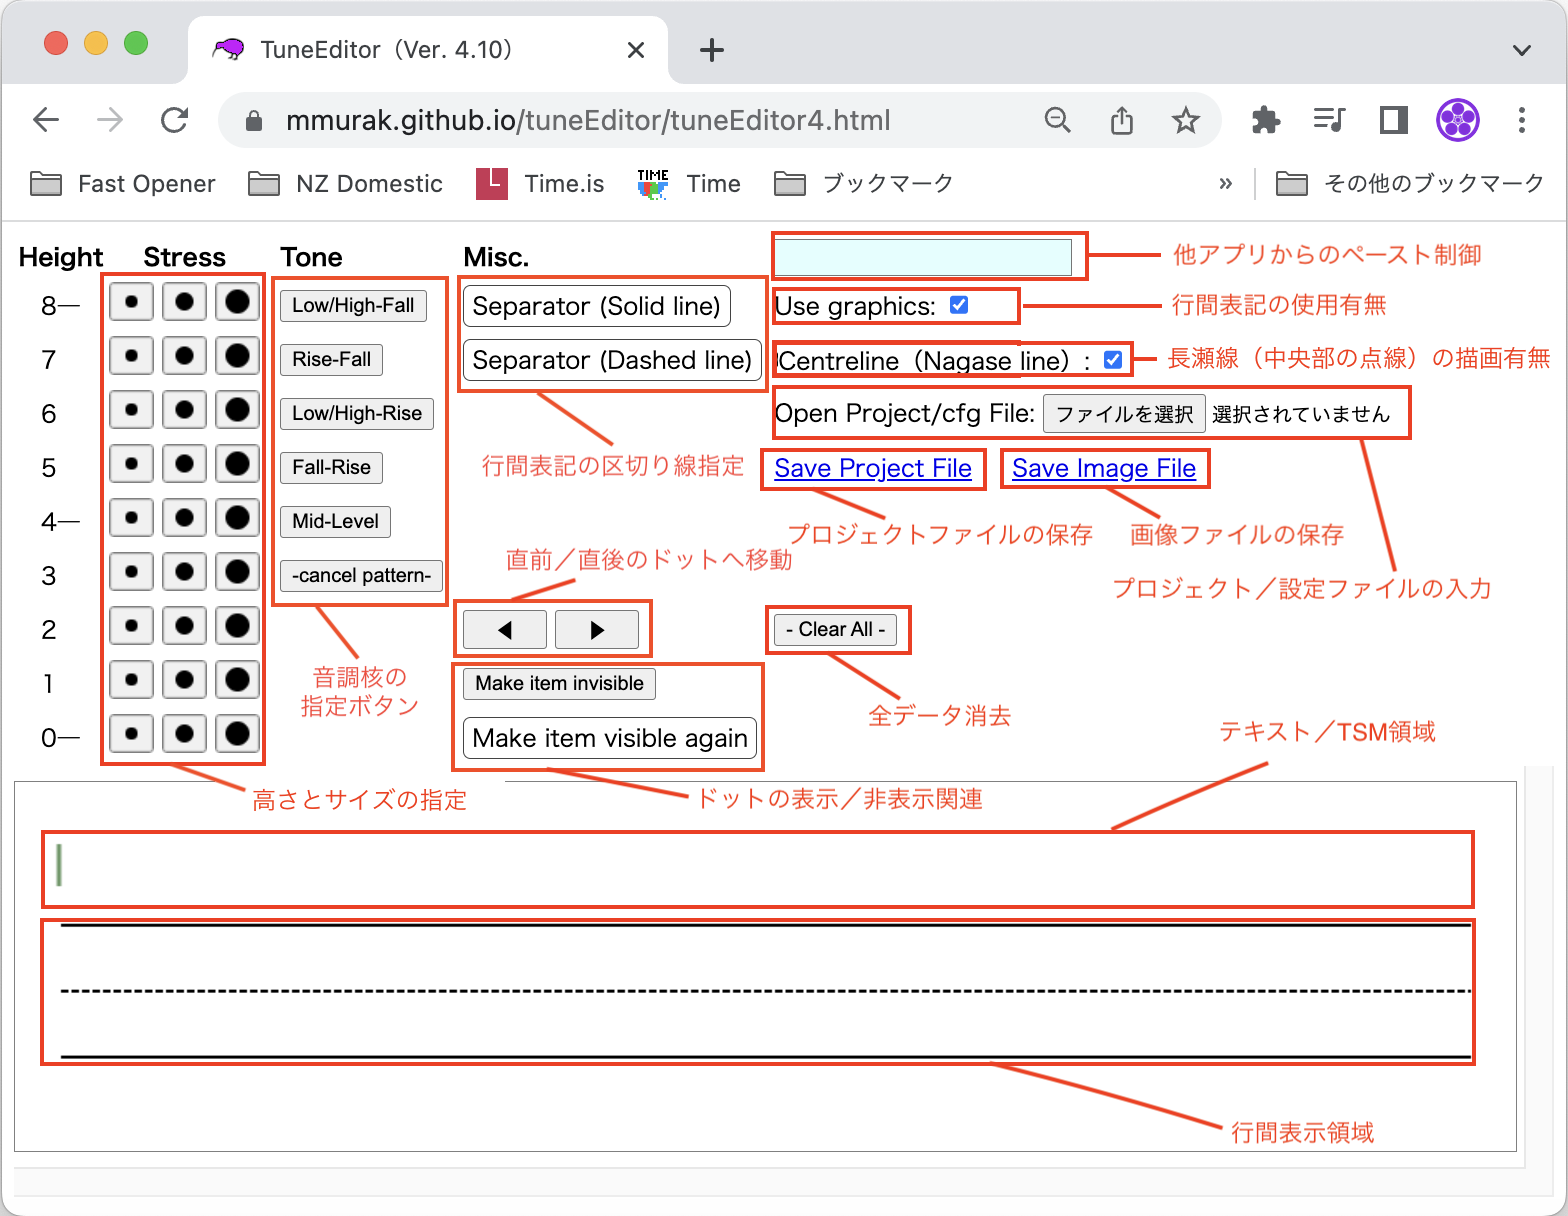 TuneEditor（Ver. 4.10）
mmurak.github.io/tuneEditor/tuneEditor4.html
Fast Opener
NZ Domestic
Time.is
TIME
Time
ブックマーク
»
その他のブックマーク
Height
Stress
Tone
Misc.
他アプリからのペースト制御
8—
Low/High-Fall
Separator (Solid line)
Use graphics:
行間表記の使用有無
7
Rise-Fall
Separator (Dashed line)
Centreline（Nagase line）:
長瀬線（中央部の点線）の描画有無
6
Low/High-Rise
Open Project/cfg File:
ファイルを選択
選択されていません
5
Fall-Rise
行間表記の区切り線指定
Save Project File
Save Image File
4—
Mid-Level
プロジェクトファイルの保存
画像ファイルの保存
直前／直後のドットへ移動
3
-cancel pattern-
プロジェクト／設定ファイルの入力
2
- Clear All -
1
音調核の
指定ボタン
Make item invisible
全データ消去
0—
Make item visible again
テキスト／TSM領域
高さとサイズの指定
ドットの表示／非表示関連
行間表示領域